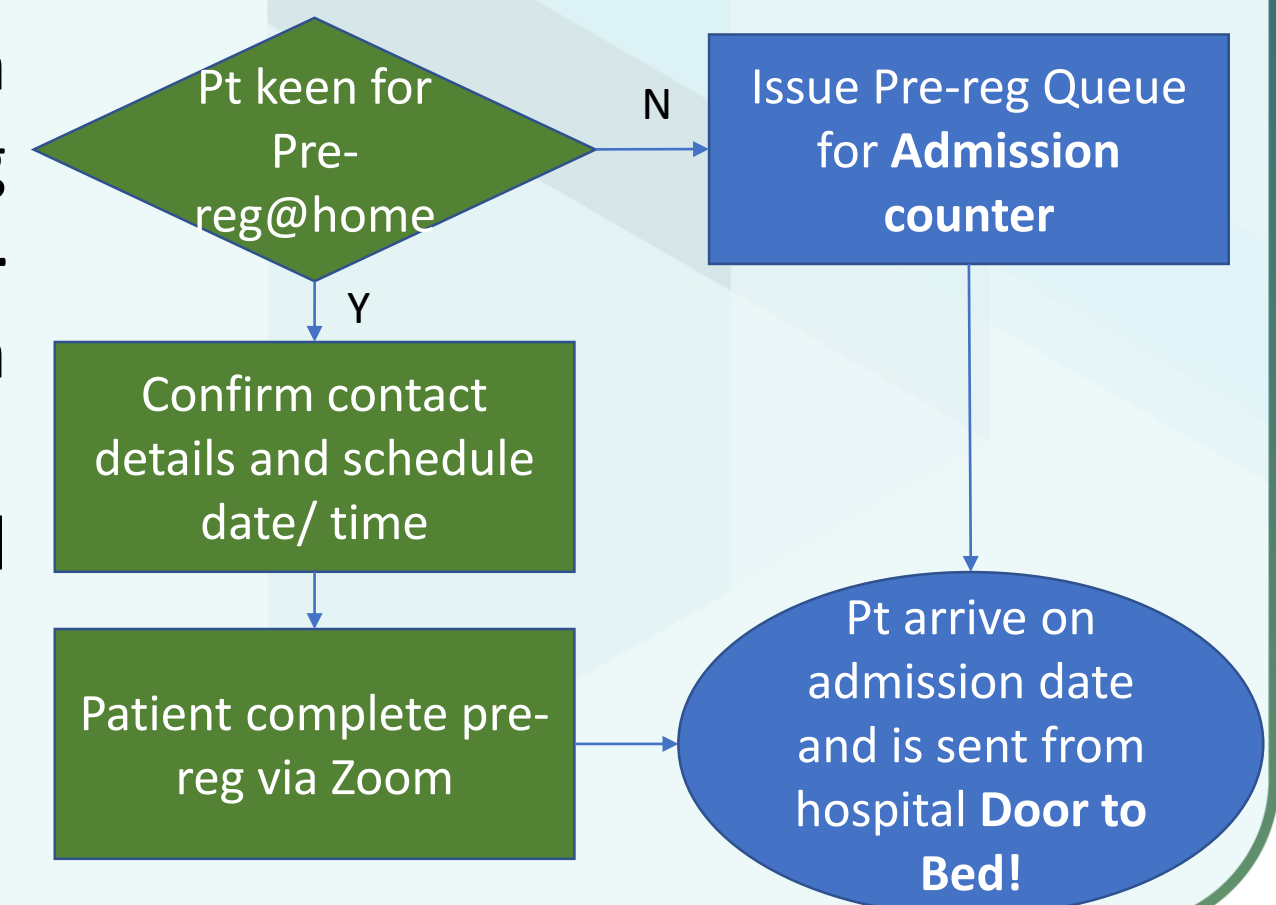 Pt keen for
Pre-
reg@home
N
Issue Pre-reg Queue
for Admission
counter
Y
Confirm contact
details and schedule
date/ time
Patient complete pre-
reg via Zoom
Pt arrive on
admission date
and is sent from
hospital Door to
Bed!